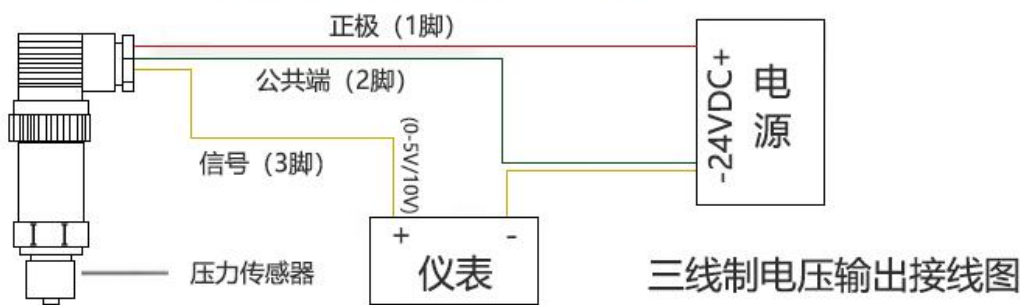 正极（1脚）
公共端（2脚）
信号（3脚）
(0-5V/10V)
-24VDC+
电源
+ -
仪表
压力传感器
三线制电压输出接线图